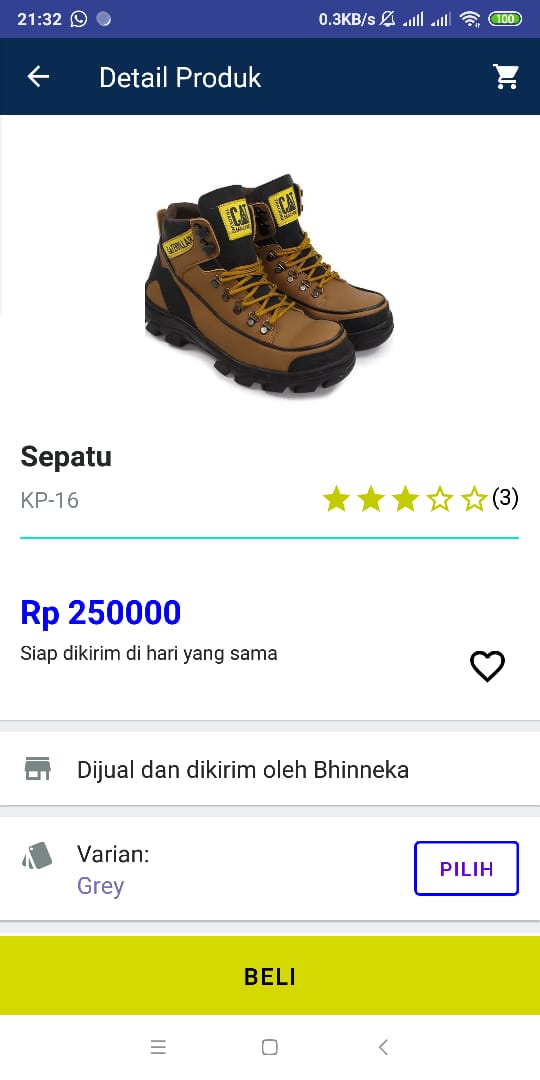 21:32
0.3KB/s
100
Detail Produk
CAT
CAT
CATERPILLAR
Sepatu
KP-16
(3)
Rp 250000
Siap dikirim di hari yang sama
Dijual dan dikirim oleh Bhinneka
Varian:
Grey
PILIH
BELI